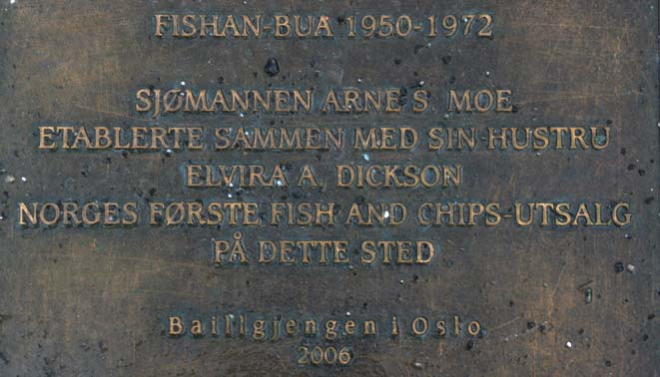 FISHAN-BUA 1950-1972
SJØMANNEN ARNE S. MOE
ETABLERTE SAMMEN MED SIN HUSTRU
ELVIRA A. DICKSON
NORGES FØRSTE FISH AND CHIPS-UTSALG
PÅ DETTE STED
Baillgjengen i Oslo
2006